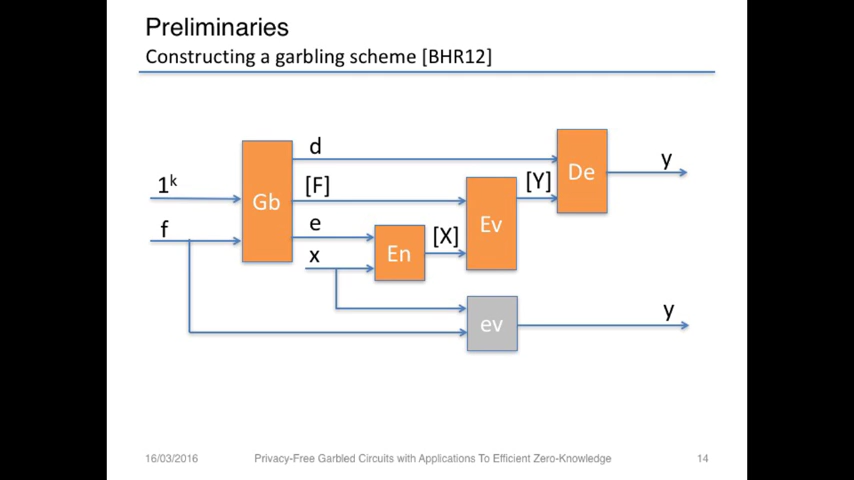 Preliminaries
Constructing a garbling scheme [BHR12]
d
De
y
1^k
Gb
[F]
[Y]
f
e
Ev
x
En
[X]
ev
y
16/03/2016 Privacy-Free Garbled Circuits with Applications To Efficient Zero-Knowledge 14